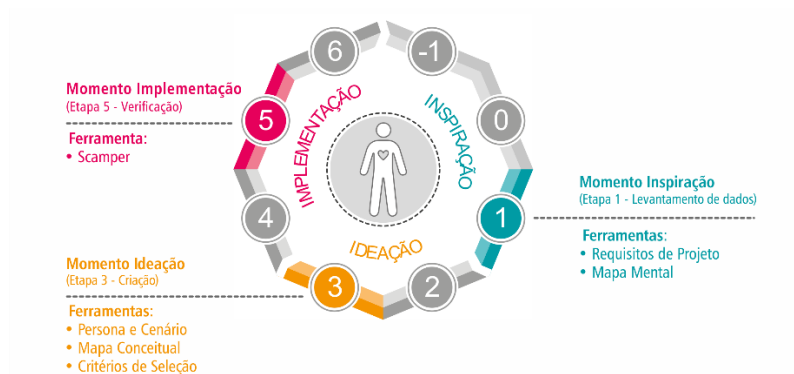 6
-1
Momento Implementação
(Etapa 5 - Verificação)
5
0
Ferramenta:
• Scamper
IMPLEMENTAÇÃO
INSPIRAÇÃO
Momento Inspiração
(Etapa 1 - Levantamento de dados)
4
1
Ferramentas:
• Requisitos de Projeto
• Mapa Mental
IDEAÇÃO
Momento Ideação
(Etapa 3 - Criação)
3
2
Ferramentas:
• Persona e Cenário
• Mapa Conceitual
• Critérios de Seleção